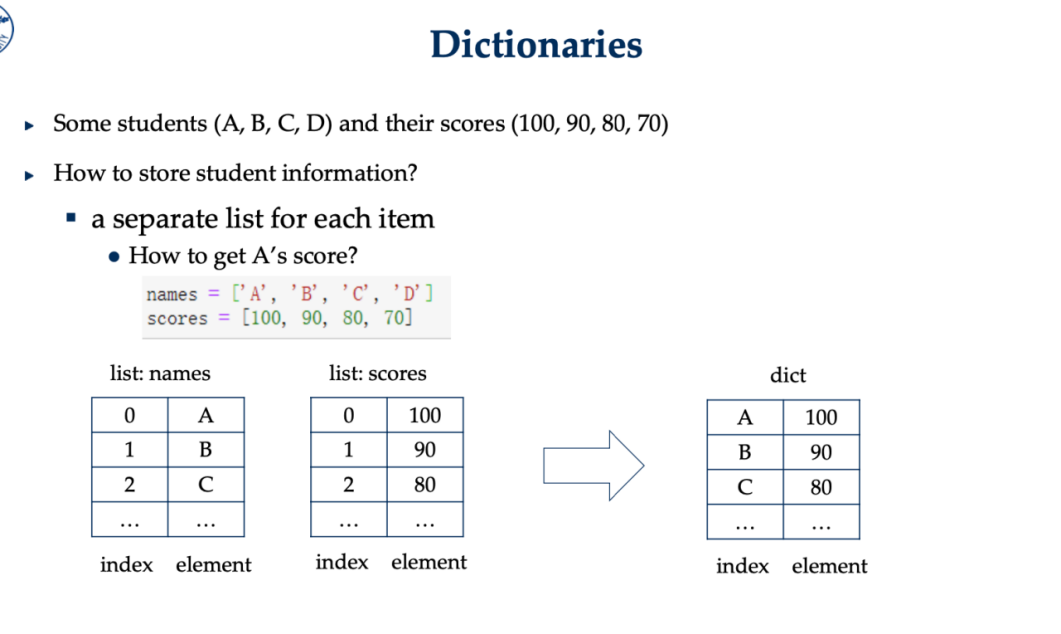 Dictionaries
Some students (A, B, C, D) and their scores (100, 90, 80, 70)
How to store student information?
a separate list for each item
How to get A's score?
names = ['A', 'B', 'C', 'D']
scores = [100, 90, 80, 70]
list: names
0 A
1 B
2 C
... ...
index element
list: scores
0 100
1 90
2 80
... ...
index element
dict
A 100
B 90
C 80
... ...
index element